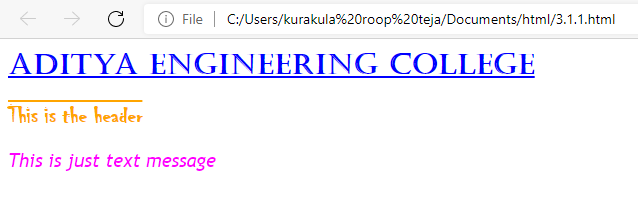 File | C:/Users/kurakula%20roop%20teja/Documents/html/3.1.1.html
ADITYA ENGINEERING COLLEGE
This is the header
This is just text message